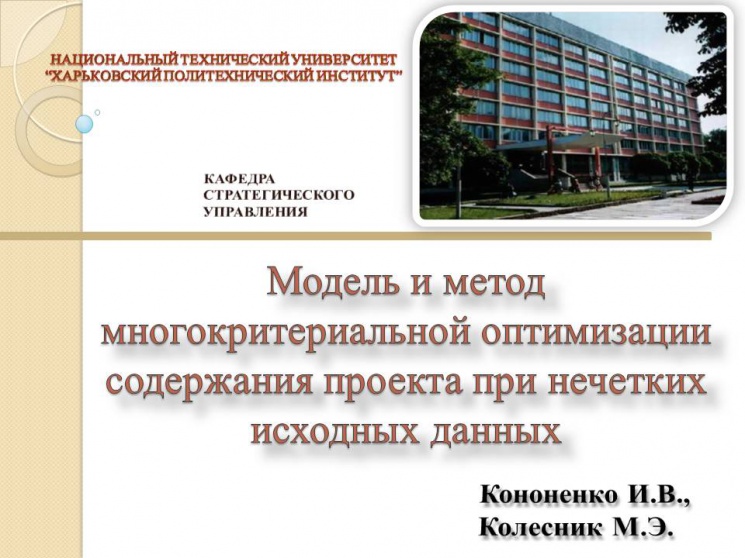 НАЦИОНАЛЬНЫЙ ТЕХНИЧЕСКИЙ УНИВЕРСИТЕТ
"ХАРЬКОВСКИЙ ПОЛИТЕХНИЧЕСКИЙ ИНСТИТУТ"
КАФЕДРА
СТРАТЕГИЧЕСКОГО
УПРАВЛЕНИЯ
Модель и метод
многокритериальной оптимизации
содержания проекта при нечетких
исходных данных
Кононенко И.В.,
Колесник М.Э.